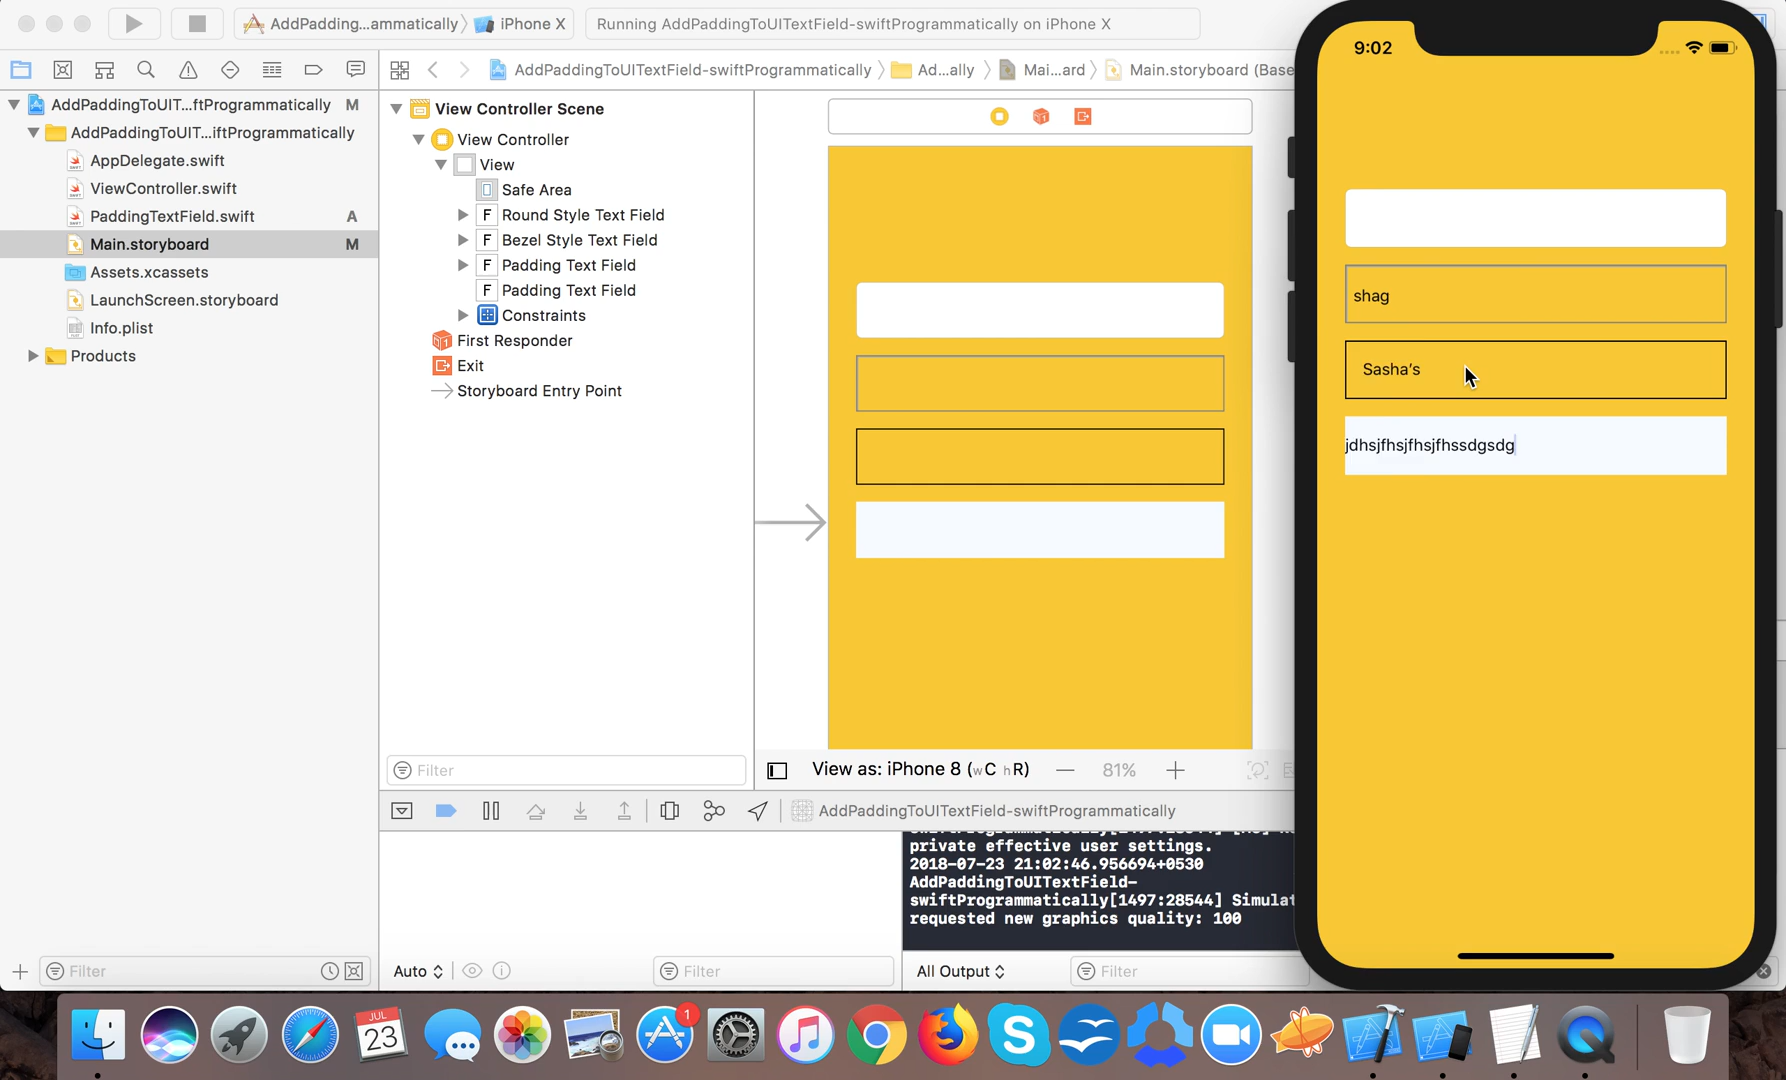 AddPadding...ammatically
iPhone X
Running AddPaddingToUITextField-swiftProgrammatically on iPhone X
AddPaddingToUITextField-swiftProgrammatically
Ad...ally
Mai...ard
Main.storyboard (Base
AddPaddingToUIT...ftProgrammatically M
AddPaddingToUIT...iftProgrammatically
AppDelegate.swift
ViewController.swift
PaddingTextField.swift A
Main.storyboard M
Assets.xcassets
LaunchScreen.storyboard
Info.plist
Products
Filter
View Controller Scene
View Controller
View
Safe Area
F Round Style Text Field
F Bezel Style Text Field
F Padding Text Field
F Padding Text Field
Constraints
First Responder
Exit
Storyboard Entry Point
Filter
View as: iPhone 8 (wC hR)
81%
AddPaddingToUITextField-swiftProgrammatically
private effective user settings.
2018-07-23 21:02:46.956694+0530
AddPaddingToUITextField-
swiftProgrammatically[1497:28544] Simulat
requested new graphics quality: 100
Auto
Filter
All Output
Filter
9:02
shag
Sasha's
jdhsjfhsjfhsjfhssdgsdg
JUL
23
1